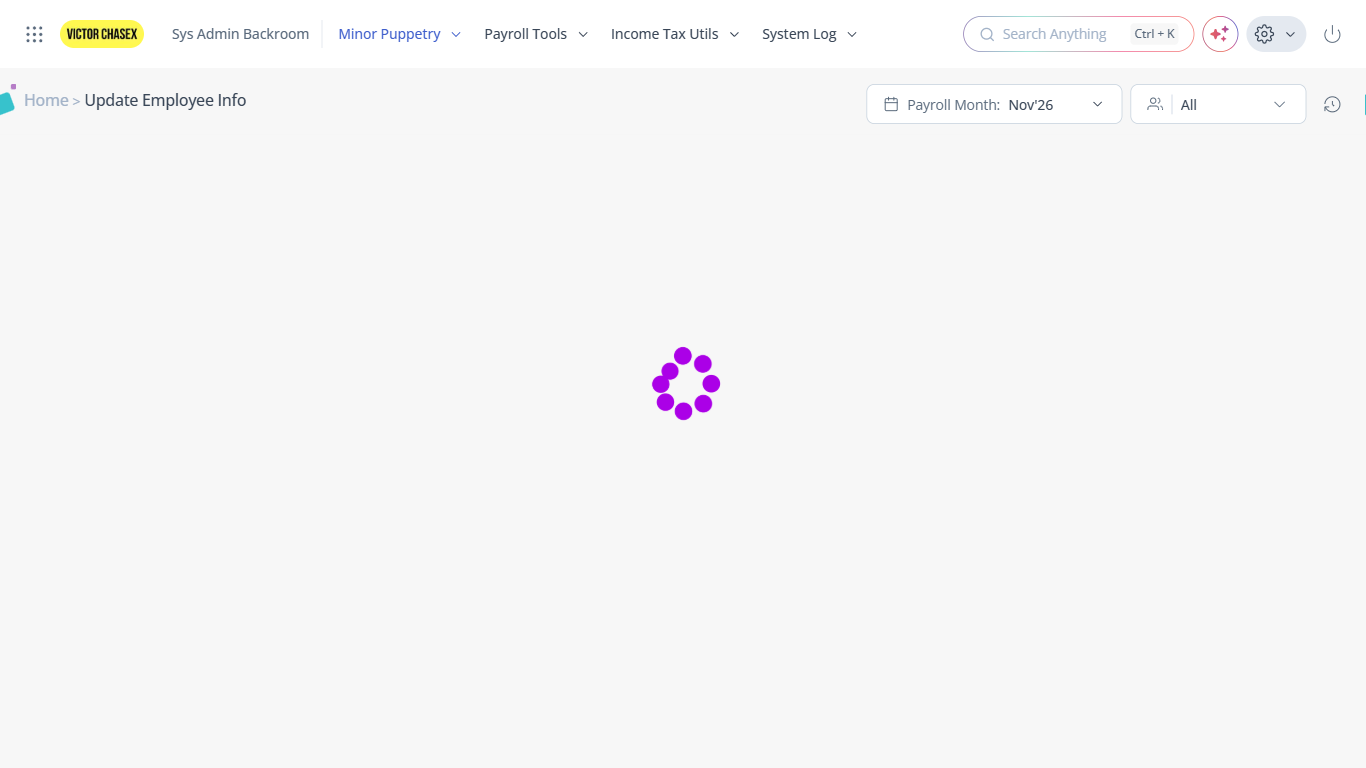 VICTOR CHASEX
Sys Admin Backroom
Minor Puppetry
Payroll Tools
Income Tax Utils
System Log
Search Anything
Ctrl + K
Home > Update Employee Info
Payroll Month: Nov'26
All